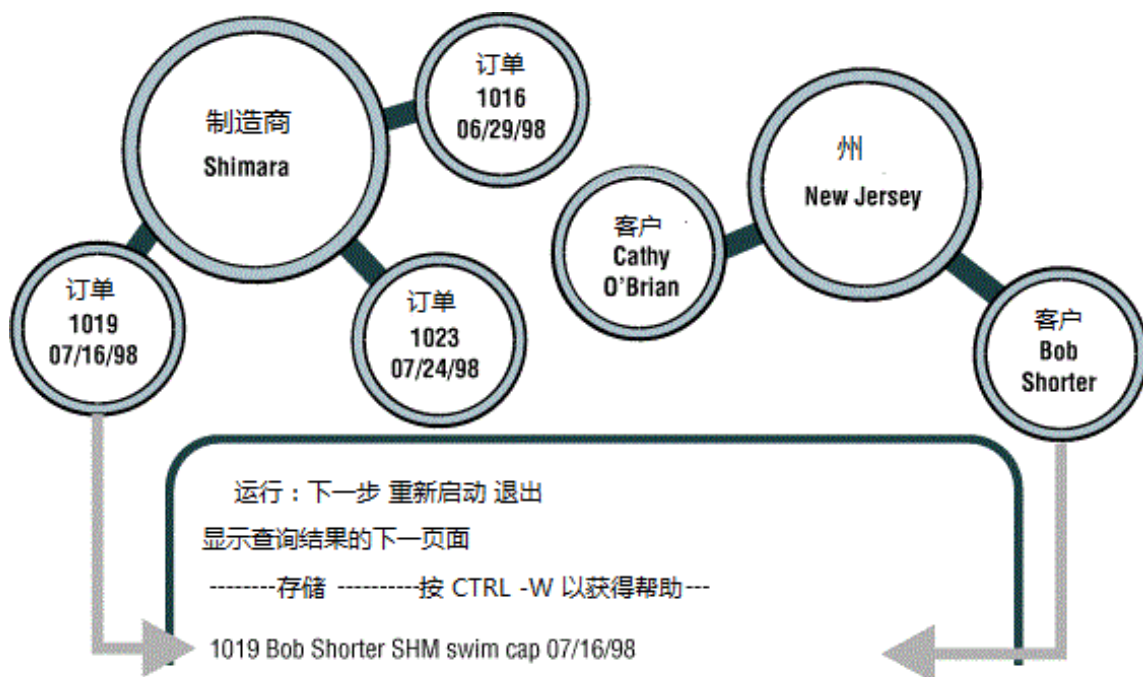 制造商
Shimara
订单
1016
06/29/98
订单
1019
07/16/98
订单
1023
07/24/98
州
New Jersey
客户
Cathy
O'Brian
客户
Bob
Shorter
运行：下一步 重新启动 退出
显示查询结果的下一页面
--------存储 ----------按 CTRL -W 以获得帮助---
1019 Bob Shorter SHM swim cap 07/16/98